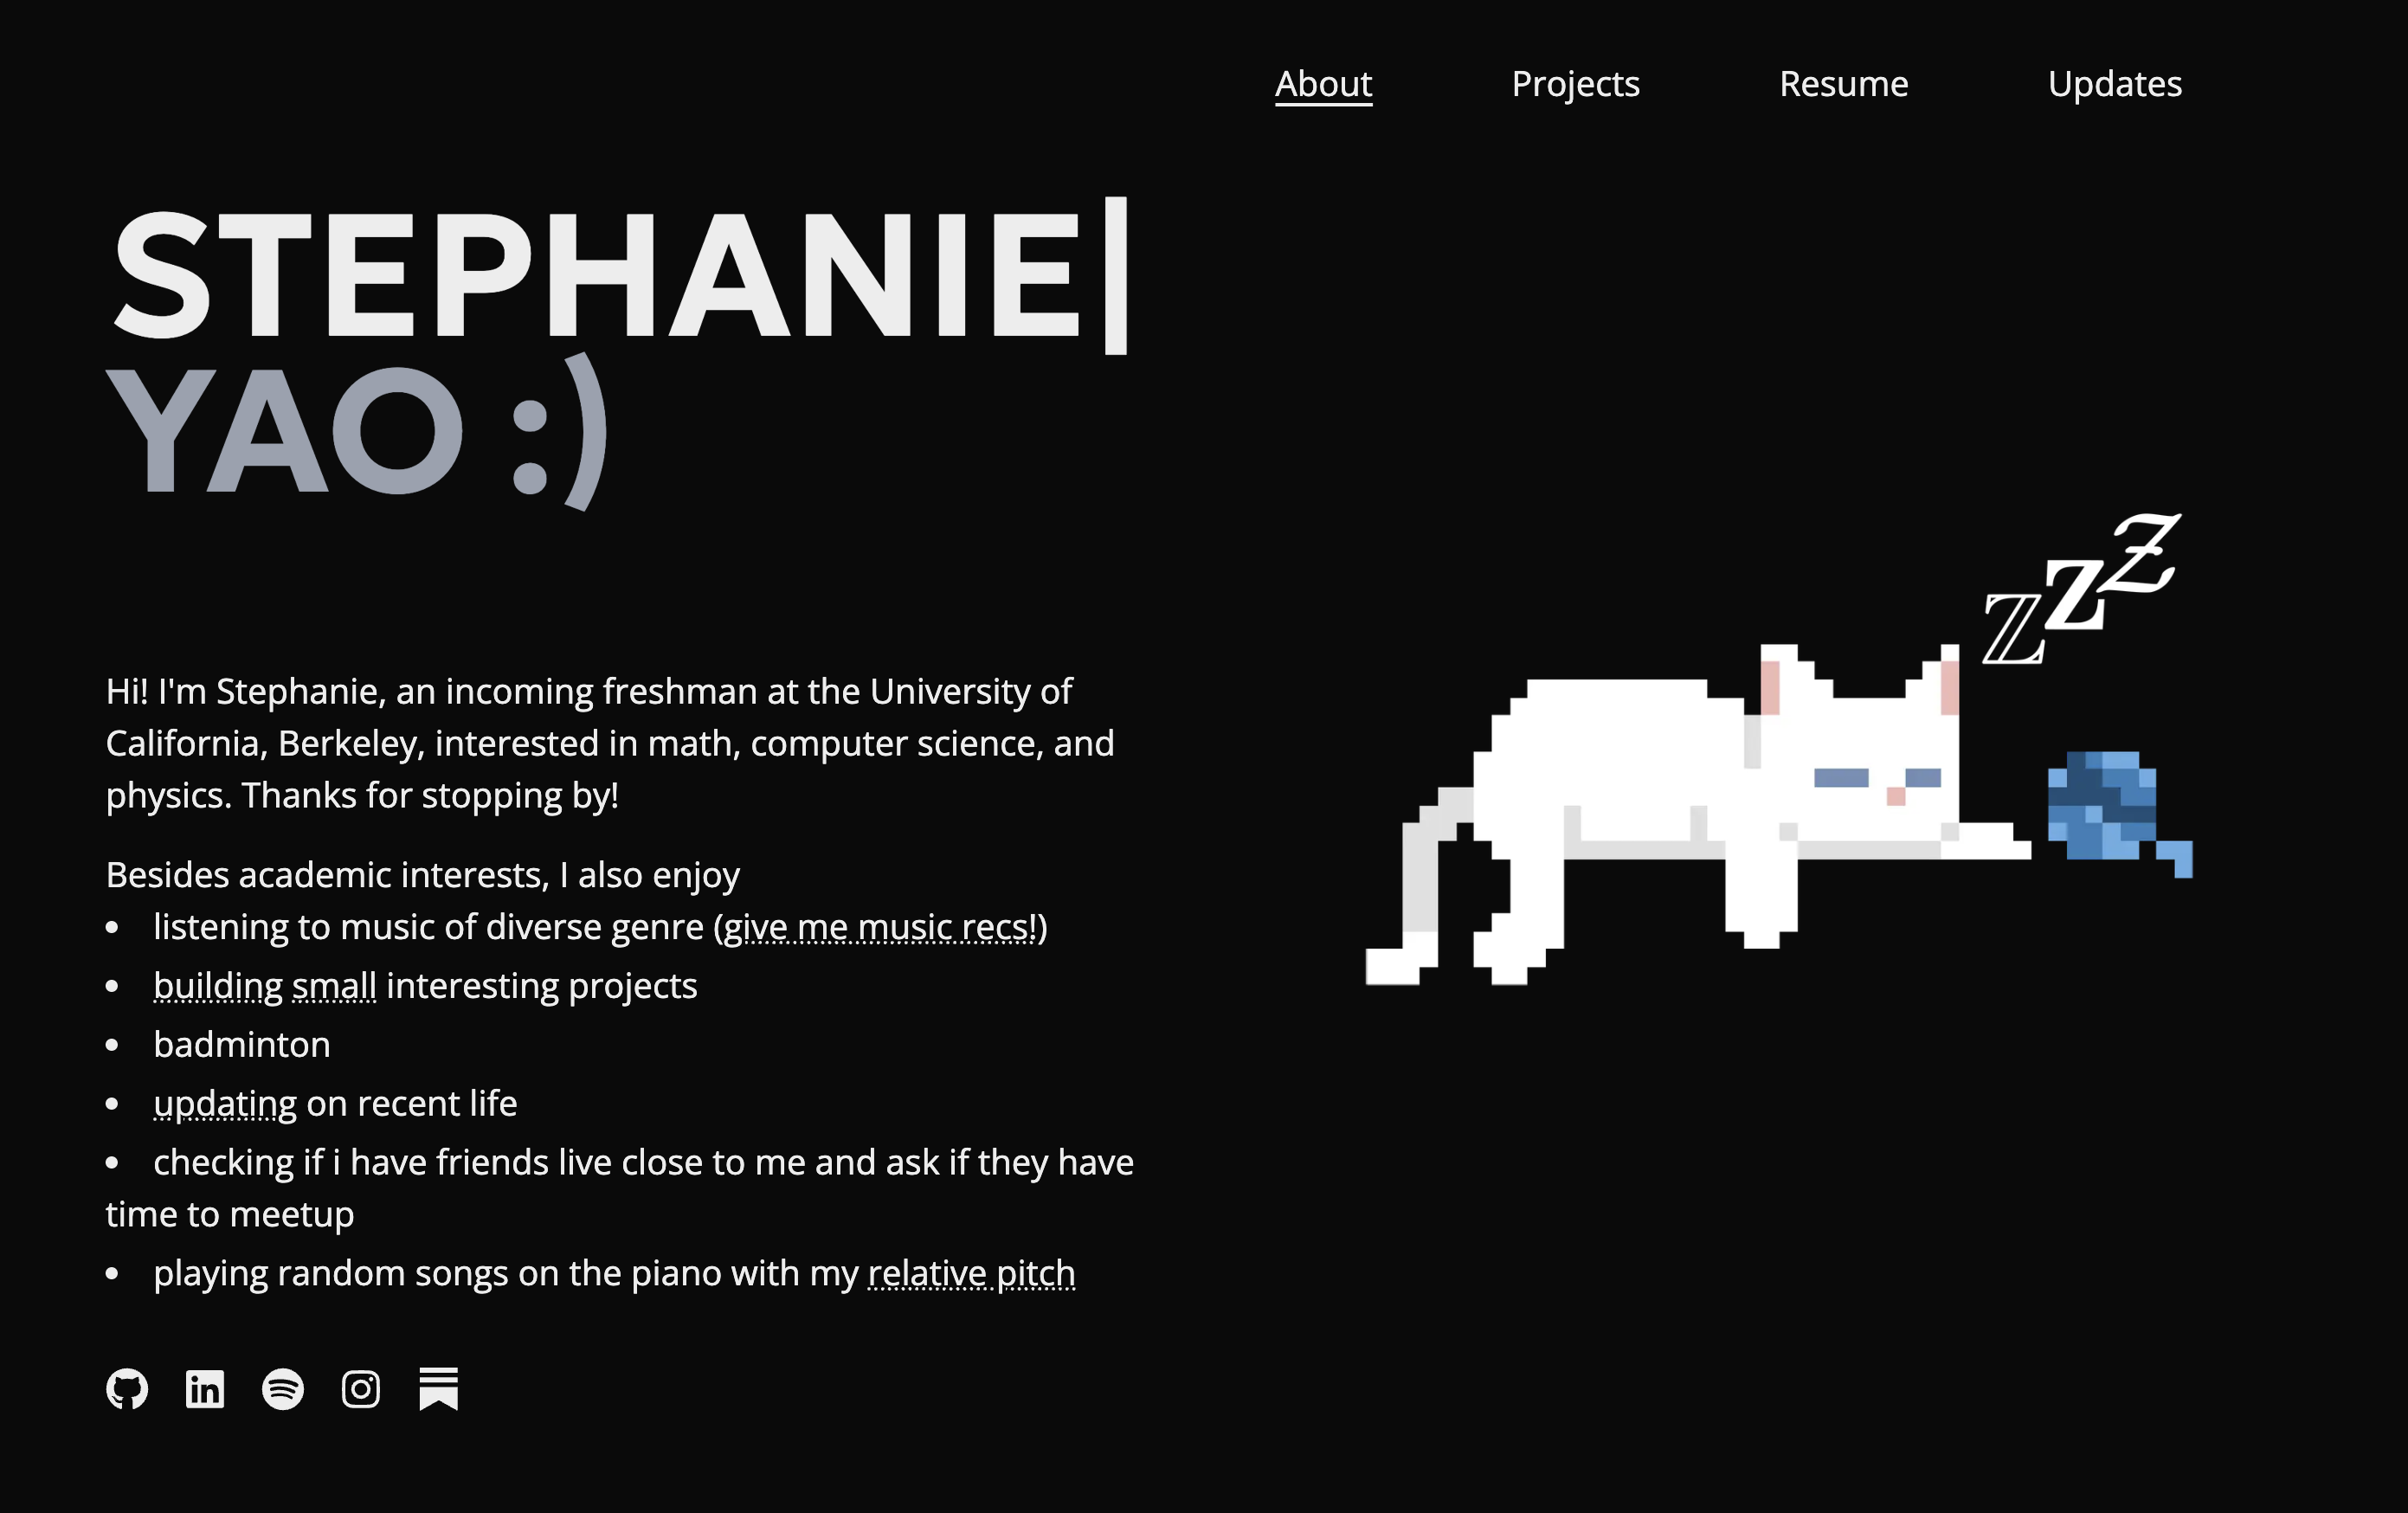 About Projects Resume Updates
STEPHANIE|
YAO :)
zzz
Hi! I'm Stephanie, an incoming freshman at the University of
California, Berkeley, interested in math, computer science, and
physics. Thanks for stopping by!
Besides academic interests, I also enjoy
• listening to music of diverse genre (give me music recs!)
• building small interesting projects
• badminton
• updating on recent life
• checking if i have friends live close to me and ask if they have
time to meetup
• playing random songs on the piano with my relative pitch
in